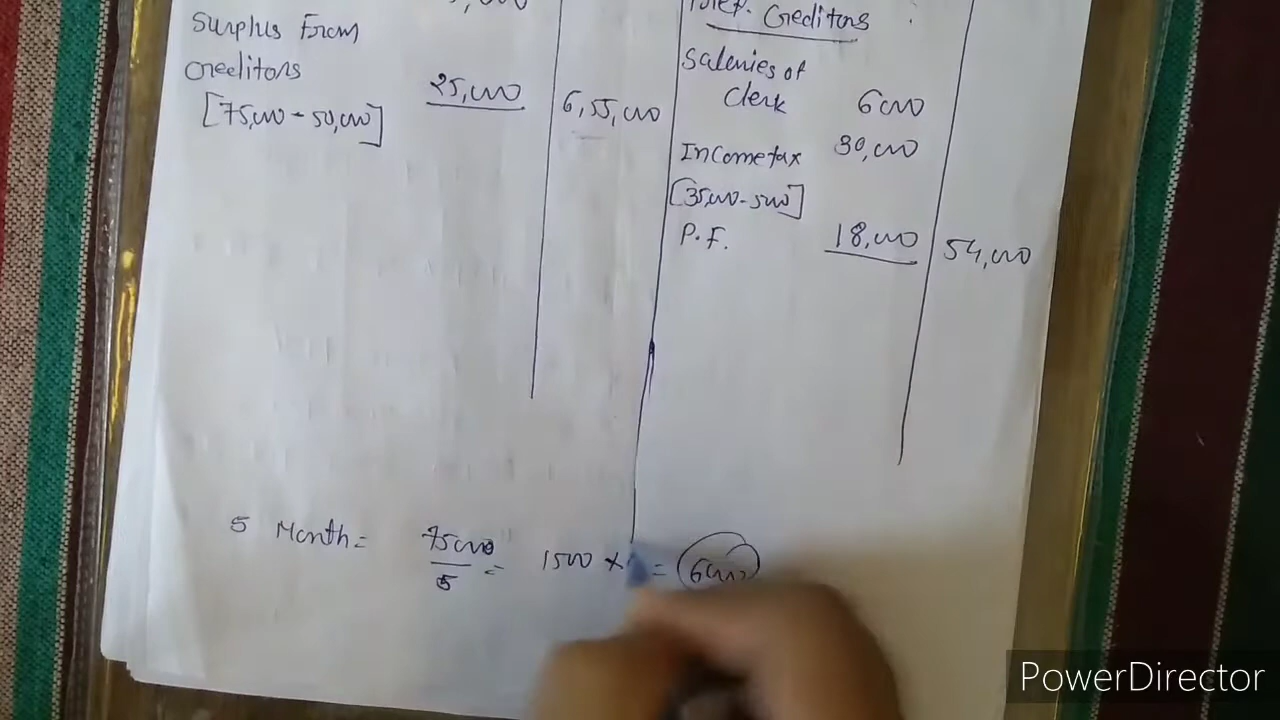 Surplus From
Creditors
[75,000 - 50,000]
25,000
6,55,000
Pref. Creditors
Salaries of
Clerk 6000
Incometax 30,000
[35,000 - 5000]
P.F. 18,000
54,000
5 Month =
75000
5
= 1500 ×
= 6000
PowerDirector